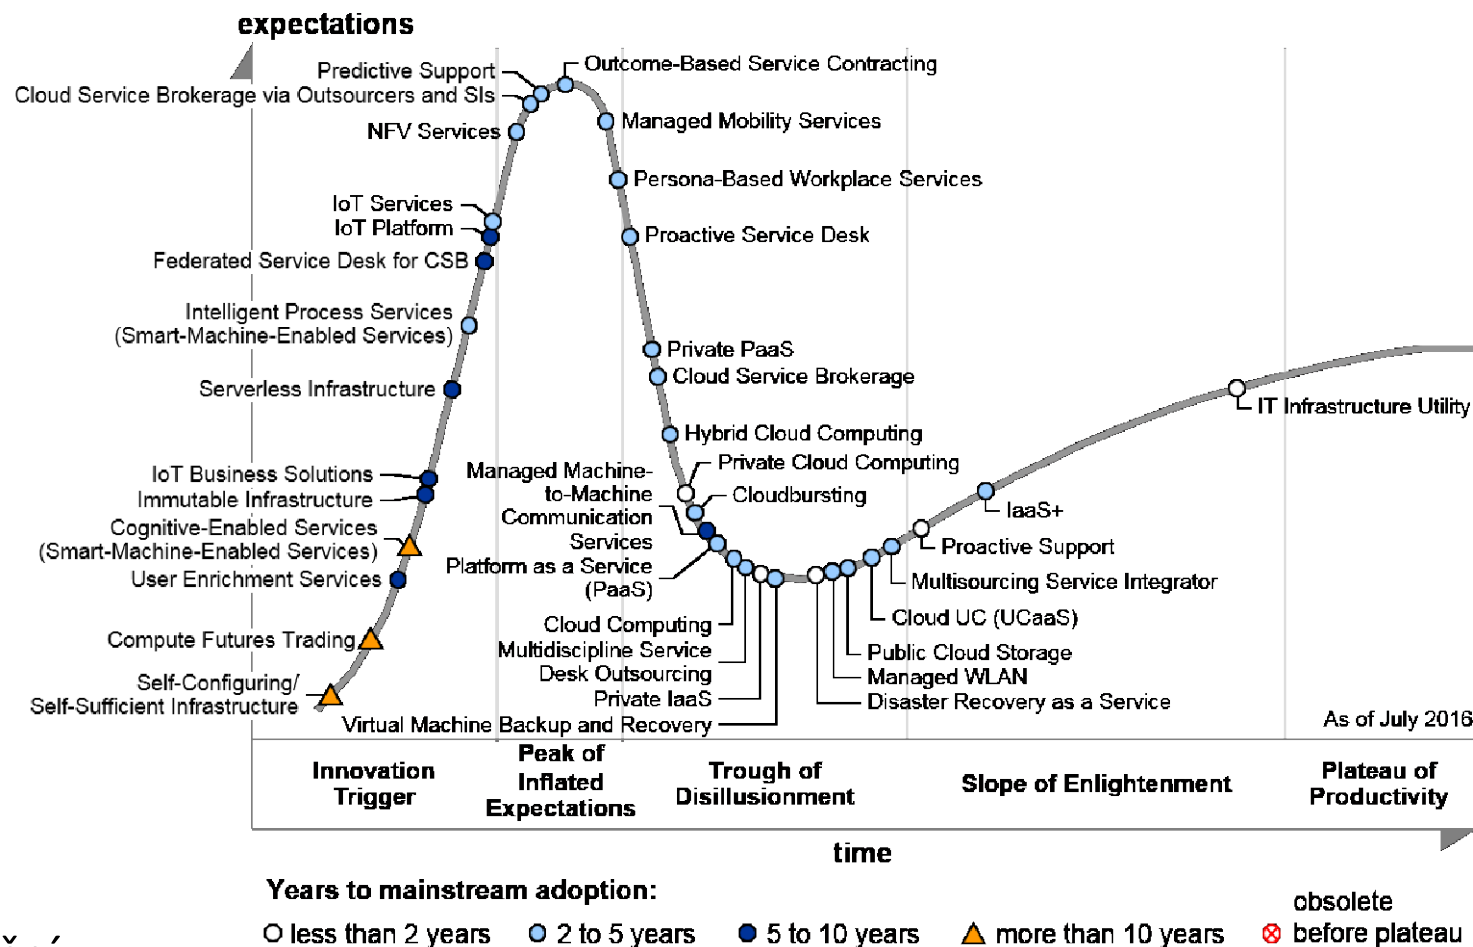 expectations
Predictive Support
Cloud Service Brokerage via Outsourcers and SIs
NFV Services
IoT Services
IoT Platform
Federated Service Desk for CSB
Intelligent Process Services
(Smart-Machine-Enabled Services)
Serverless Infrastructure
IoT Business Solutions
Immutable Infrastructure
Cognitive-Enabled Services
(Smart-Machine-Enabled Services)
User Enrichment Services
Compute Futures Trading
Self-Configuring/
Self-Sufficient Infrastructure
Outcome-Based Service Contracting
Managed Mobility Services
Persona-Based Workplace Services
Proactive Service Desk
Private PaaS
Cloud Service Brokerage
Hybrid Cloud Computing
Private Cloud Computing
Cloudbursting
Managed Machine-
to-Machine
Communication
Services
Platform as a Service
(PaaS)
Cloud Computing
Multidiscipline Service
Desk Outsourcing
Private IaaS
Virtual Machine Backup and Recovery
IT Infrastructure Utility
IaaS+
Proactive Support
Multisourcing Service Integrator
Cloud UC (UCaaS)
Public Cloud Storage
Managed WLAN
Disaster Recovery as a Service
As of July 2016
Innovation
Trigger
Peak of
Inflated
Expectations
Trough of
Disillusionment
Slope of Enlightenment
Plateau of
Productivity
time
Years to mainstream adoption:
less than 2 years
2 to 5 years
5 to 10 years
more than 10 years
obsolete
before plateau